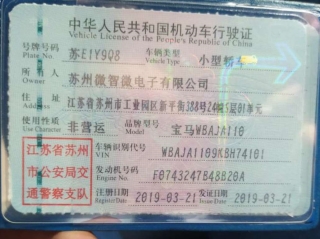 中华人民共和国机动车行驶证
Vehicle License of the People's Republic of China
号牌号码 苏E1Y9Q8 车辆类型 小型轿车
Plate No. Vehicle Type
所有人 苏州微智微电子有限公司
Owner
住址 江苏省苏州市工业园区新平街388号24幢5层01单元
Address
使用性质 非营运 品牌型号 宝马WBAJA110
Use Character Model
江苏省苏州
市公安局交
通警察支队
车辆识别代号 WBAJA1109KBH74101
VIN
发动机号码 E0743247B48B20A
Engine No.
注册日期 2019-03-21 发证日期 2019-03-21
Register Date Issue Date